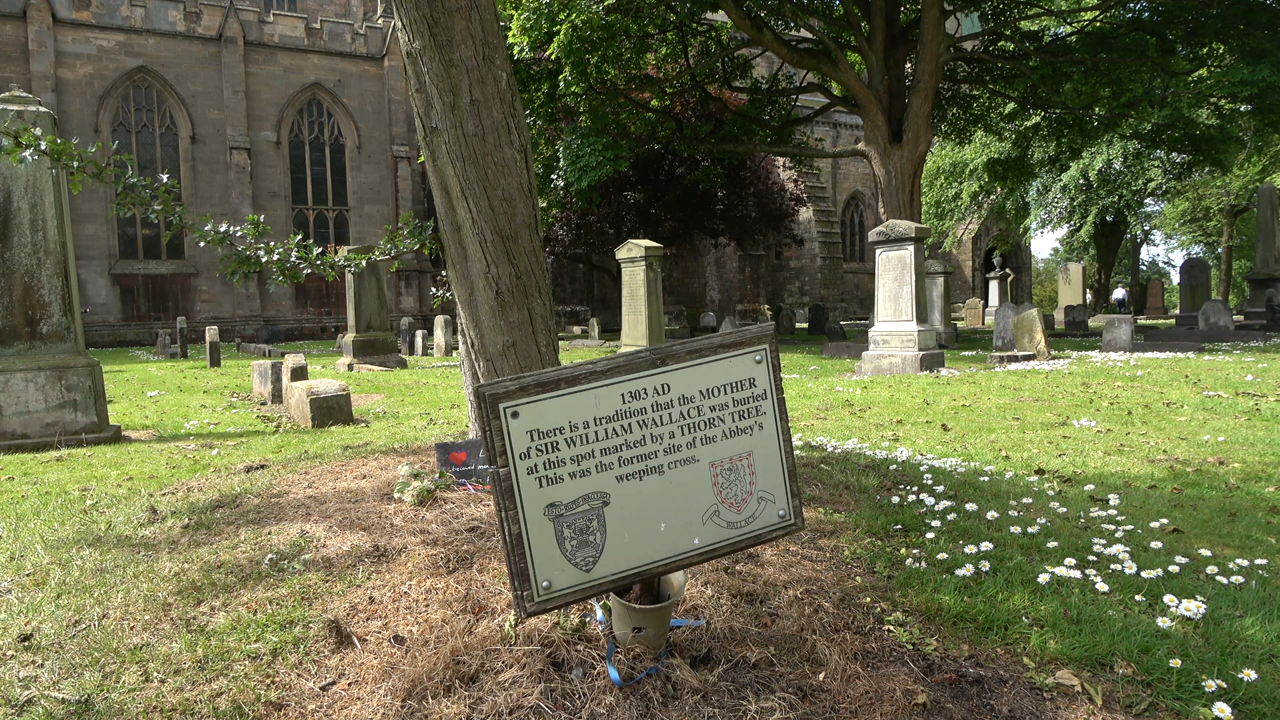 1303 AD
There is a tradition that the MOTHER
of SIR WILLIAM WALLACE was buried
at this spot marked by a THORN TREE.
This was the former site of the Abbey's
weeping cross.
WALLACE